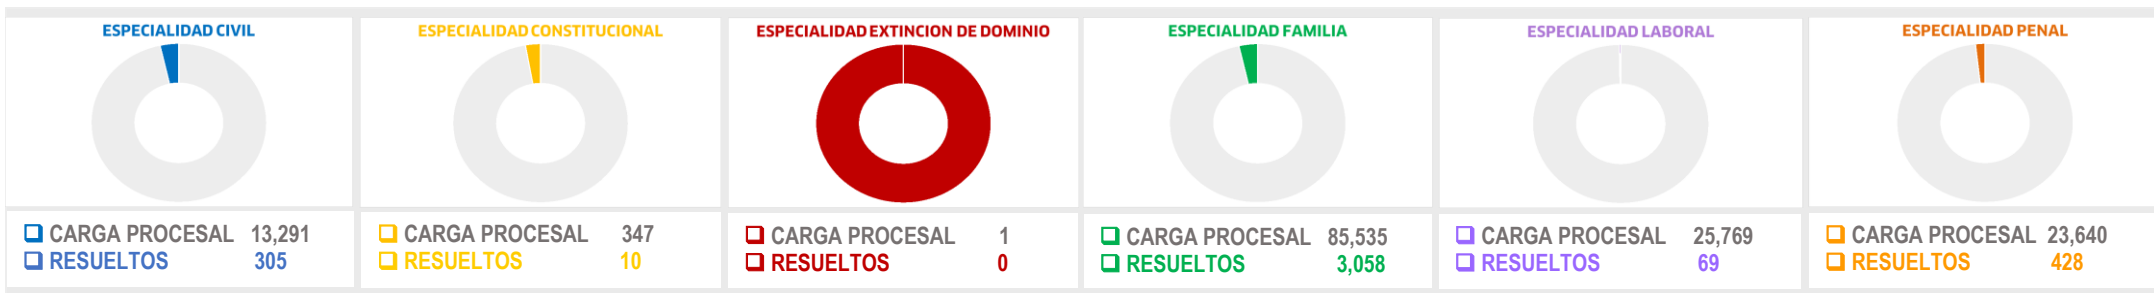 ESPECIALIDAD CIVIL
CARGA PROCESAL 13,291
RESUELTOS 305
ESPECIALIDAD CONSTITUCIONAL
CARGA PROCESAL 347
RESUELTOS 10
ESPECIALIDAD EXTINCION DE DOMINIO
CARGA PROCESAL 1
RESUELTOS 0
ESPECIALIDAD FAMILIA
CARGA PROCESAL 85,535
RESUELTOS 3,058
ESPECIALIDAD LABORAL
CARGA PROCESAL 25,769
RESUELTOS 69
ESPECIALIDAD PENAL
CARGA PROCESAL 23,640
RESUELTOS 428